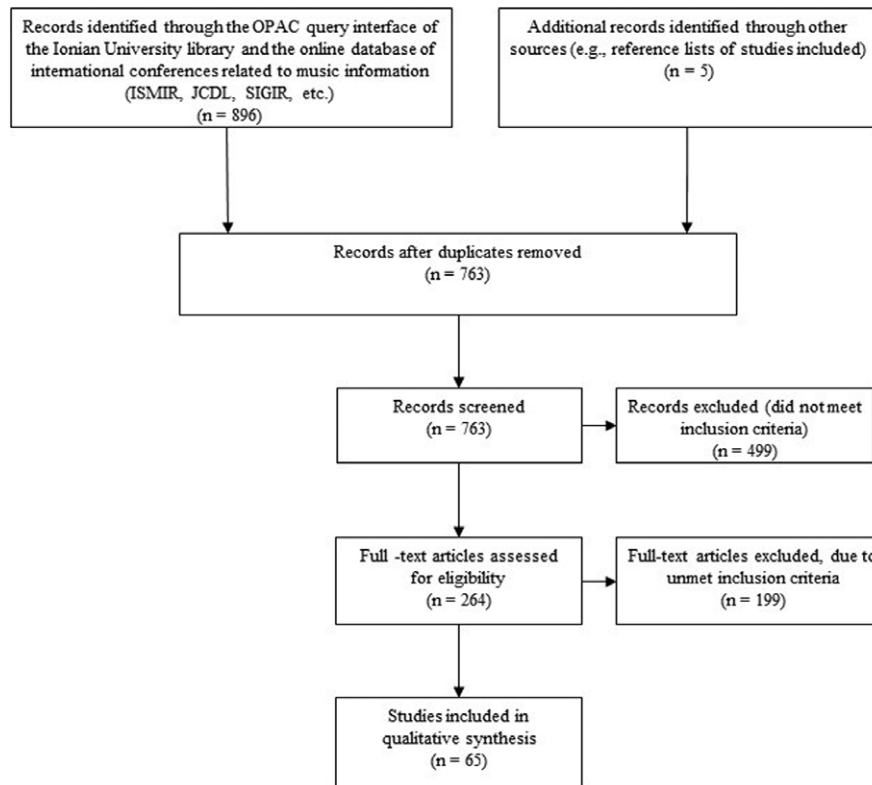 Records identified through the OPAC query interface of
the Ionian University library and the online database of
international conferences related to music information
(ISMIR, JCDL, SIGIR, etc.)
(n = 896)
Additional records identified through other
sources (e.g., reference lists of studies included)
(n = 5)
Records after duplicates removed
(n = 763)
Records screened
(n = 763)
Records excluded (did not meet
inclusion criteria)
(n = 499)
Full -text articles assessed
for eligibility
(n = 264)
Full-text articles excluded, due to
unmet inclusion criteria
(n = 199)
Studies included in
qualitative synthesis
(n = 65)